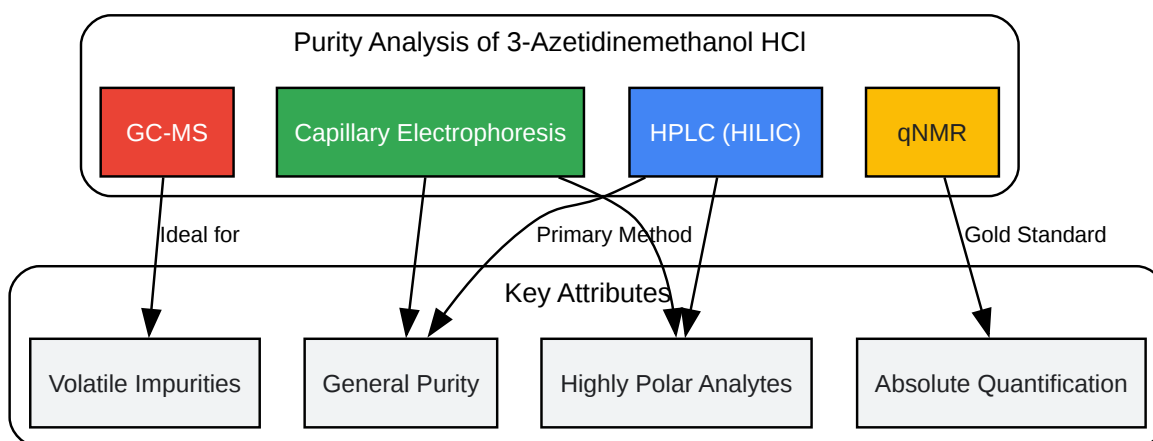 Purity Analysis of 3-Azetidinemethanol HCl
GC-MS
Capillary Electrophoresis
HPLC (HILIC)
qNMR
Ideal for
Primary Method
Gold Standard
Key Attributes
Volatile Impurities
General Purity
Highly Polar Analytes
Absolute Quantification